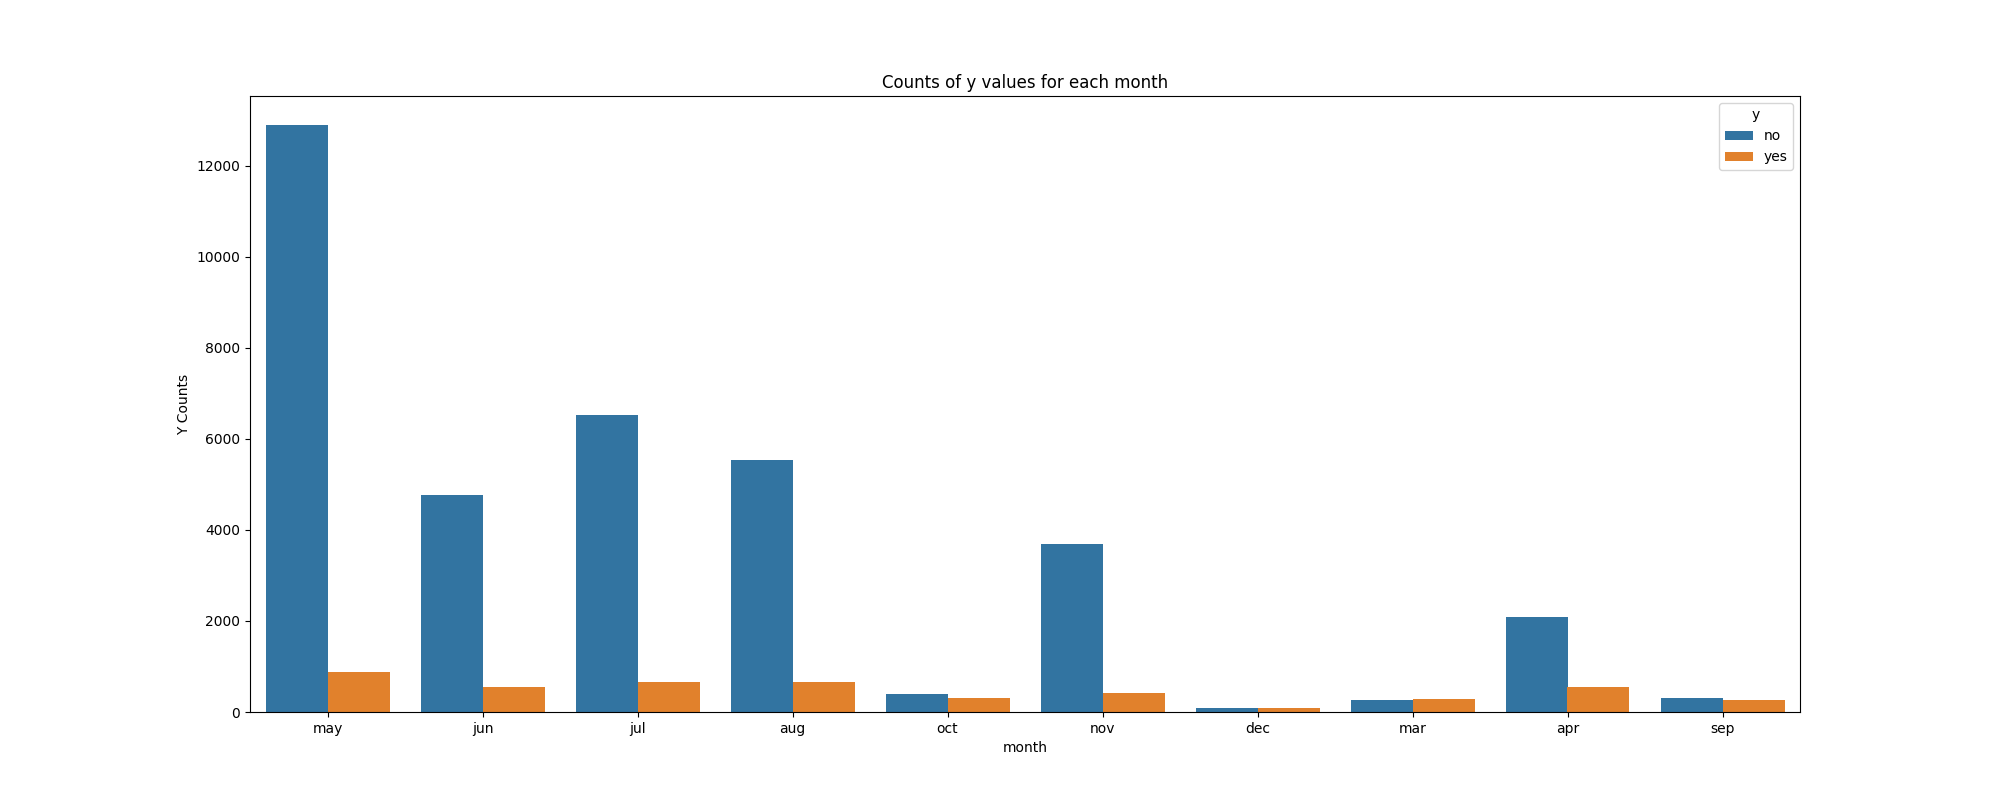 Counts of y values for each month
y
no
yes
12000
10000
8000
6000
4000
2000
0
Y Counts
may jun jul aug oct nov dec mar apr sep
month